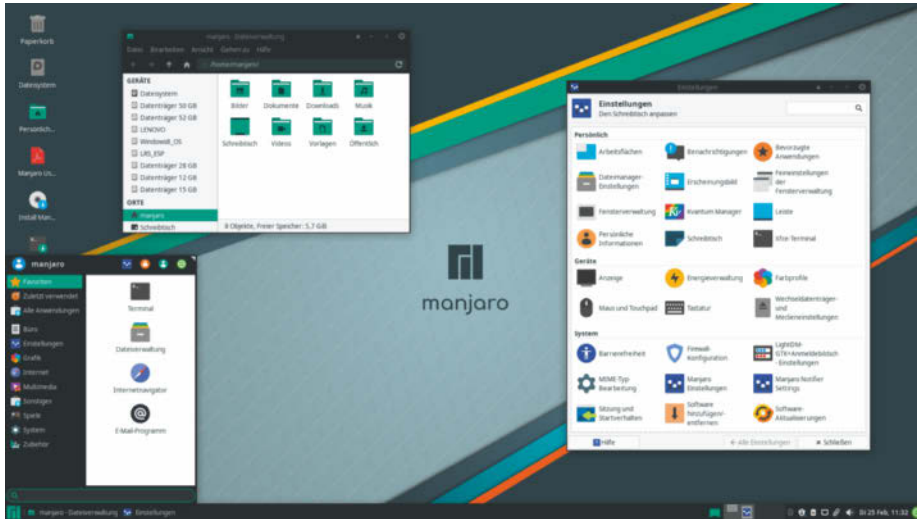 Papierkorb
Dateisystem
Persönlich...
Manjaro Us...
Install Man...
manjaro - Dateiverwaltung
Datei Bearbeiten Ansicht Gehen zu Hilfe
/home/manjaro/
GERÄTE
Dateisystem
Datenträger 50 GB
Datenträger 52 GB
LENOVO
Windows8_OS
LRS_ESP
Datenträger 28 GB
Datenträger 12 GB
Datenträger 15 GB
ORTE
manjaro
Schreibtisch
Bilder Dokumente Downloads Musik
Schreibtisch Videos Vorlagen Öffentlich
8 Objekte, Freier Speicher: 5,7 GiB
manjaro
Favoriten
Zuletzt verwendet
Alle Anwendungen
Büro
Einstellungen
Grafik
Internet
Multimedia
Sonstiges
Spiele
System
Zubehör
Terminal
Dateiverwaltung
Internetnavigator
E-Mail-Programm
manjaro
Einstellungen
Einstellungen
Den Schreibtisch anpassen
Persönlich
Arbeitsflächen
Benachrichtigungen
Bevorzugte
Anwendungen
Dateimanager-
Einstellungen
Erscheinungsbild
Feineinstellungen
der
Fensterverwaltung
Fensterverwaltung
Kvantum Manager
Leiste
Persönliche
Informationen
Schreibtisch
Xfce-Terminal
Geräte
Anzeige
Energieverwaltung
Farbprofile
Maus und Touchpad
Tastatur
Wechseldatenträger-
und
Medieneinstellungen
System
Barrierefreiheit
Firewall-
Konfiguration
LightDM-
GTK+Anmeldebildsch
- Einstellungen
MIME-Typ-
Bearbeitung
Manjaro
Einstellungen
Manjaro Notifier
Settings
Sitzung und
Startverhalten
Software
hinzufügen/-
entfernen
Software-
Aktualisierungen
Hilfe
Alle Einstellungen
Schließen
manjaro - Dateiverwaltung
Einstellungen
Di 25 Feb, 11:32